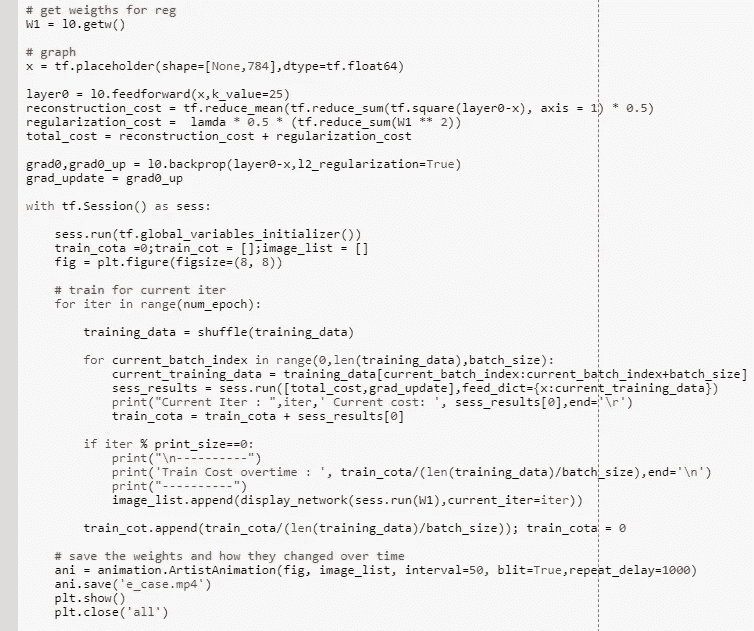 # get weigths for reg
W1 = l0.getw()
# graph
x = tf.placeholder(shape=[None,784],dtype=tf.float64)
layer0 = l0.feedforward(x,k_value=25)
reconstruction_cost = tf.reduce_mean(tf.reduce_sum(tf.square(layer0-x), axis = 1) * 0.5)
regularization_cost =  lamda * 0.5 * (tf.reduce_sum(W1 ** 2))
total_cost = reconstruction_cost + regularization_cost
grad0,grad0_up = l0.backprop(layer0-x,l2_regularization=True)
grad_update = grad0_up
with tf.Session() as sess:
    sess.run(tf.global_variables_initializer())
    train_cota =0;train_cot = [];image_list = []
    fig = plt.figure(figsize=(8, 8))
    # train for current iter
    for iter in range(num_epoch):
        training_data = shuffle(training_data)
        for current_batch_index in range(0,len(training_data),batch_size):
            current_training_data = training_data[current_batch_index:current_batch_index+batch_size]
            sess_results = sess.run([total_cost,grad_update],feed_dict={x:current_training_data})
            print("Current Iter : ",iter,' Current cost: ', sess_results[0],end='\r')
            train_cota = train_cota + sess_results[0]
        if iter % print_size==0:
            print("\n----------")
            print('Train Cost overtime : ', train_cota/(len(training_data)/batch_size),end='\n')
            print("----------")
            image_list.append(display_network(sess.run(W1),current_iter=iter))
        train_cot.append(train_cota/(len(training_data)/batch_size)); train_cota = 0
    # save the weights and how they changed over time
    ani = animation.ArtistAnimation(fig, image_list, interval=50, blit=True,repeat_delay=1000)
    ani.save('e_case.mp4')
    plt.show()
    plt.close('all')